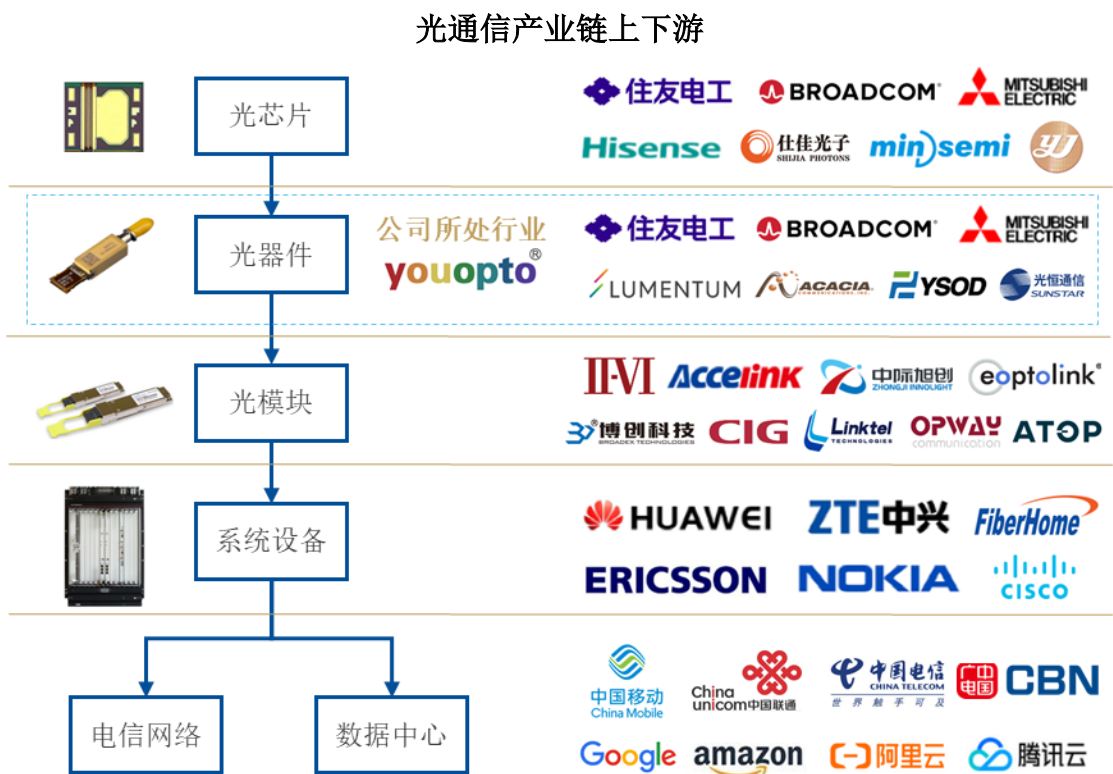 光通信产业链上下游
光芯片
住友电工 BROADCOM® MITSUBISHI ELECTRIC
Hisense 仕佳光子 SHIJIA PHOTONS mindsemi YJ
光器件
公司所处行业
youopto®
住友电工 BROADCOM® MITSUBISHI ELECTRIC
LUMENTUM ACACIA COMMUNICATIONS, INC. YSOD 光恒通信 SUNSTAR
光模块
II-VI Accelink 中际旭创 ZHONGJI INNOLIGHT eoptolink®
® 博创科技 BROADEX TECHNOLOGIES CIG Linktel TECHNOLOGIES OPWAY communication ATOP
系统设备
HUAWEI ZTE中兴 FiberHome
ERICSSON NOKIA CISCO
电信网络
数据中心
中国移动 China Mobile China unicom中国联通 中国电信 CHINA TELECOM 世界触手可及 中国广电 CBN
Google amazon 阿里云 腾讯云